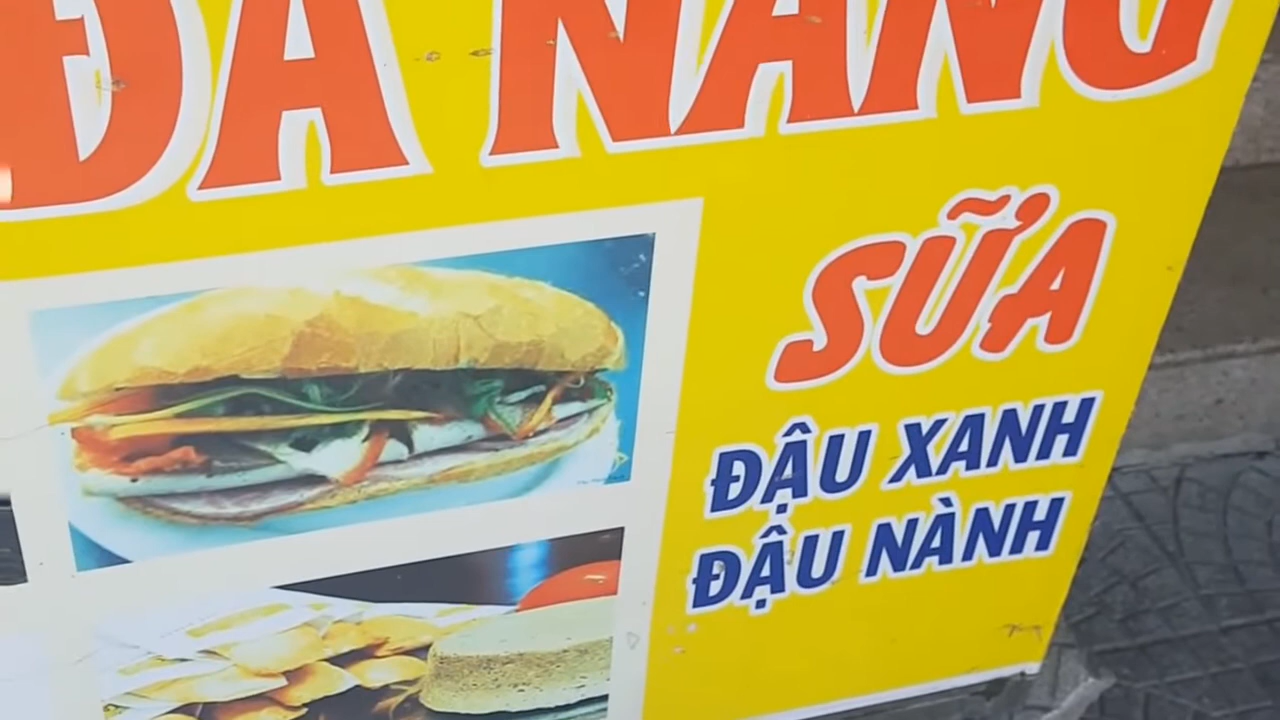 ĐÀ NẴNG
SỮA
ĐẬU XANH
ĐẬU NÀNH